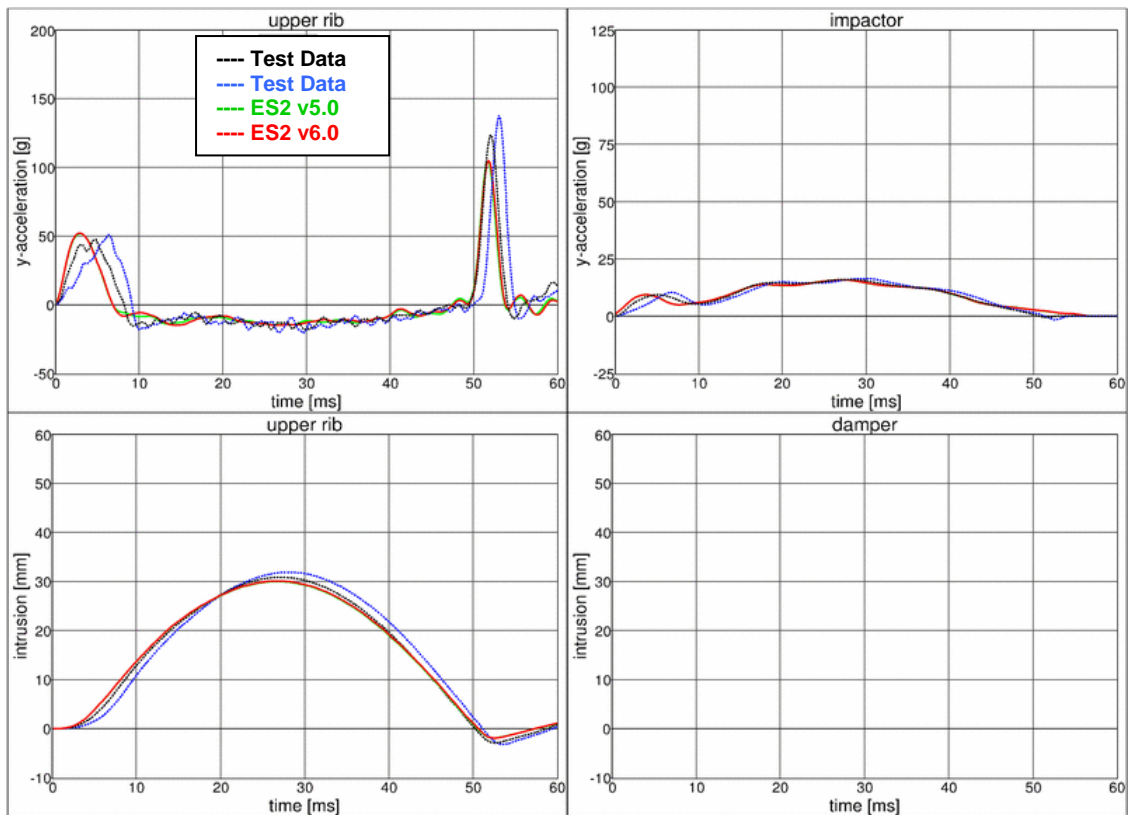 upper rib
200
150
100
50
0
-50
y-acceleration [g]
Test Data
Test Data
ES2 v5.0
ES2 v6.0
0 10 20 30 40 50 60
time [ms]
impactor
125
100
75
50
25
0
-25
y-acceleration [g]
0 10 20 30 40 50 60
time [ms]
upper rib
60
50
40
30
20
10
0
-10
intrusion [mm]
0 10 20 30 40 50 60
time [ms]
damper
60
50
40
30
20
10
0
-10
intrusion [mm]
0 10 20 30 40 50 60
time [ms]